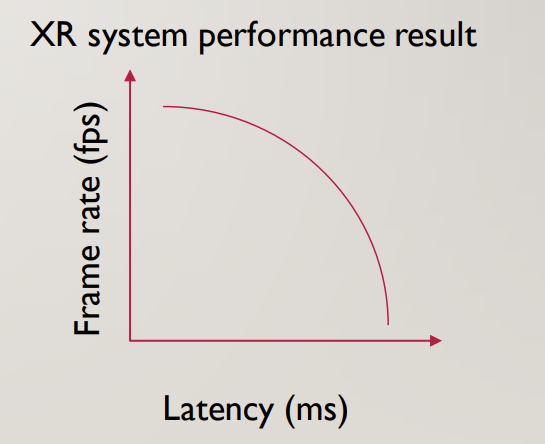 XR system performance result
Frame rate (fps)
Latency (ms)